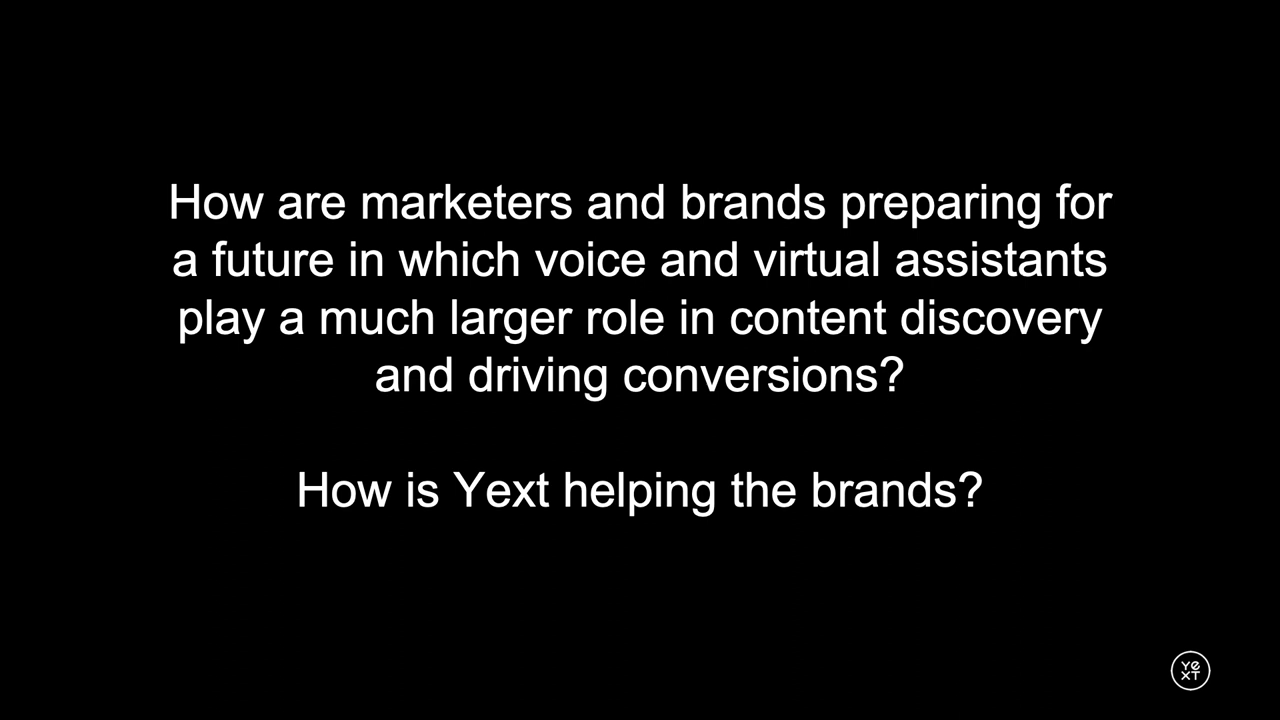 How are marketers and brands preparing for
a future in which voice and virtual assistants
play a much larger role in content discovery
and driving conversions?
How is Yext helping the brands?
YE
XT